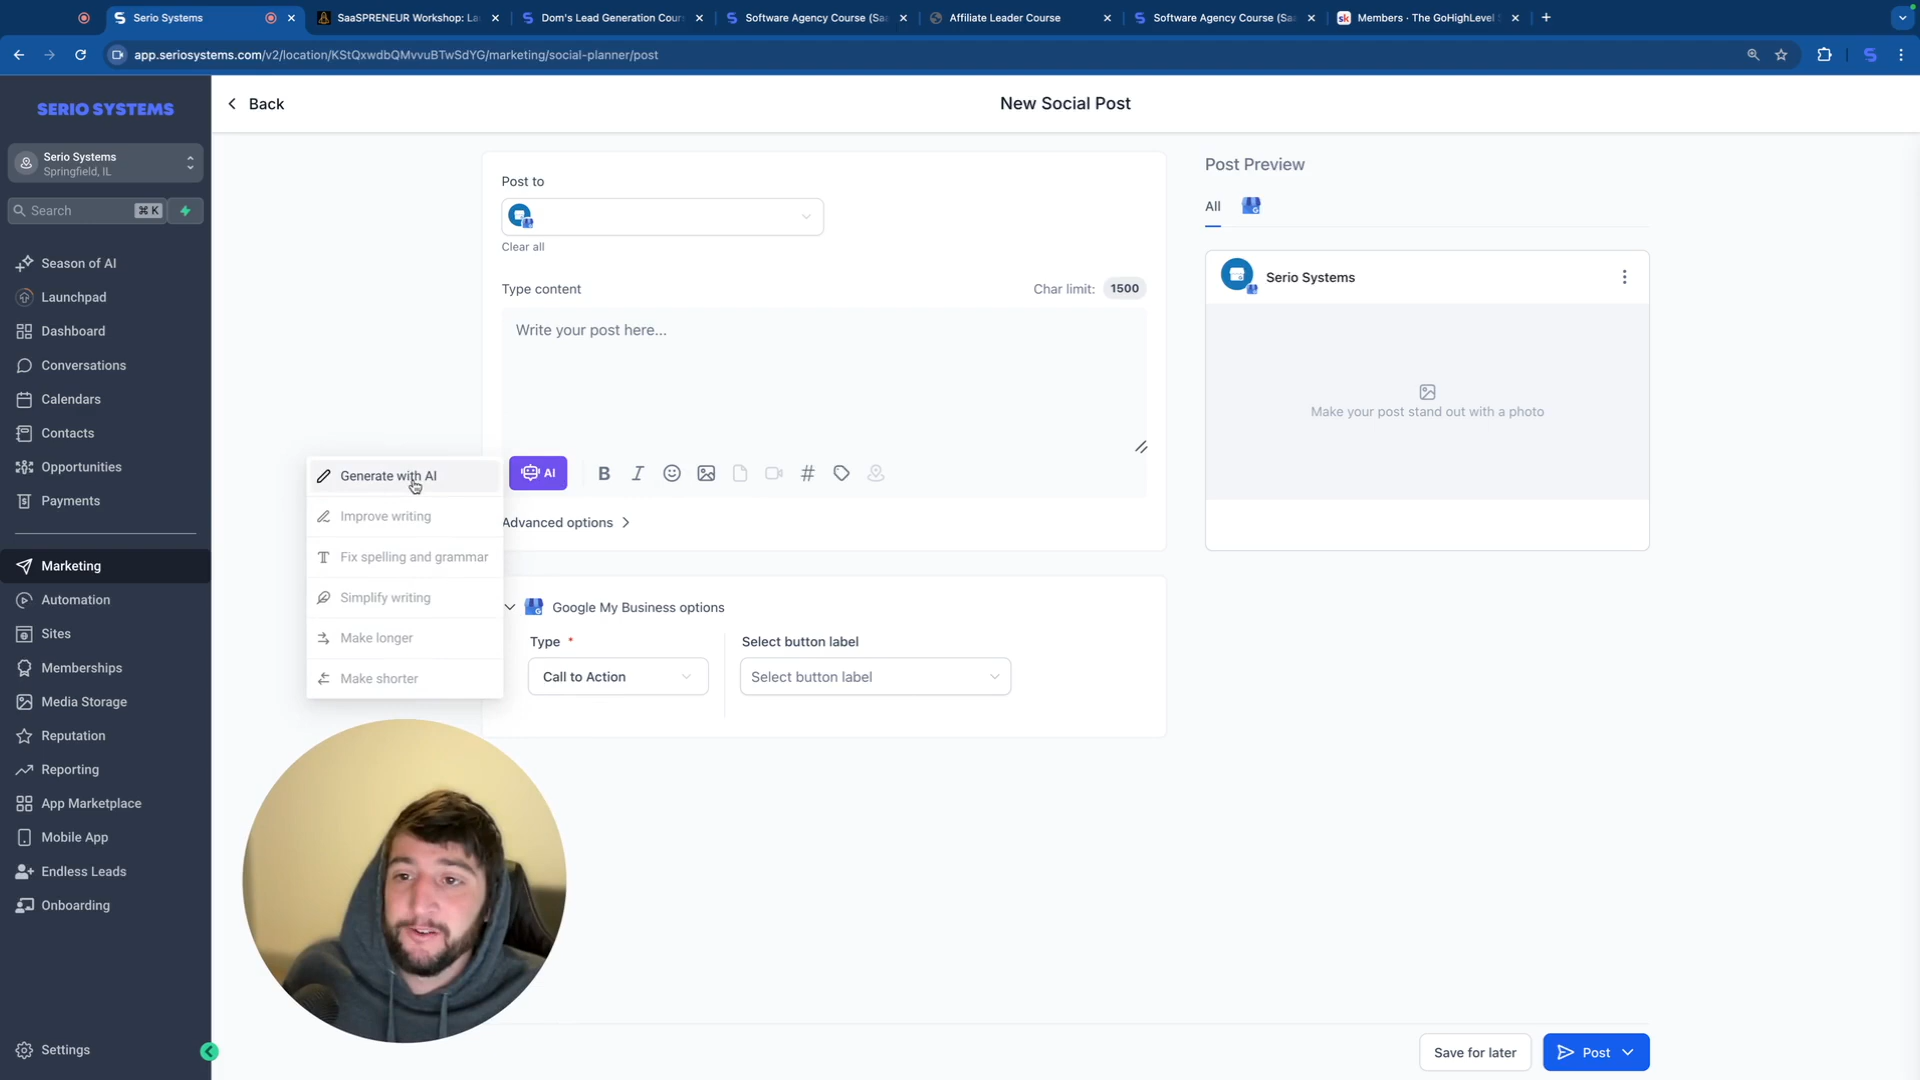 Serio Systems
SaaSPRENEUR Workshop: La
Dom's Lead Generation Cour
Software Agency Course (Saa
Affiliate Leader Course
Software Agency Course (Saa
sk Members · The GoHighLevel S
app.seriosystems.com/v2/location/KStQxwdbQMvvuBTwSdYG/marketing/social-planner/post
SERIO SYSTEMS
Serio Systems
Springfield, IL
Search ⌘ K
Season of AI
Launchpad
Dashboard
Conversations
Calendars
Contacts
Opportunities
Payments
Marketing
Automation
Sites
Memberships
Media Storage
Reputation
Reporting
App Marketplace
Mobile App
Endless Leads
Onboarding
Settings
Back
New Social Post
Post to
Clear all
Type content
Char limit: 1500
Write your post here...
AI
B I #
Advanced options
Generate with AI
Improve writing
Fix spelling and grammar
Simplify writing
Make longer
Make shorter
Google My Business options
Type *
Select button label
Call to Action
Select button label
Post Preview
All
Serio Systems
Make your post stand out with a photo
Save for later
Post